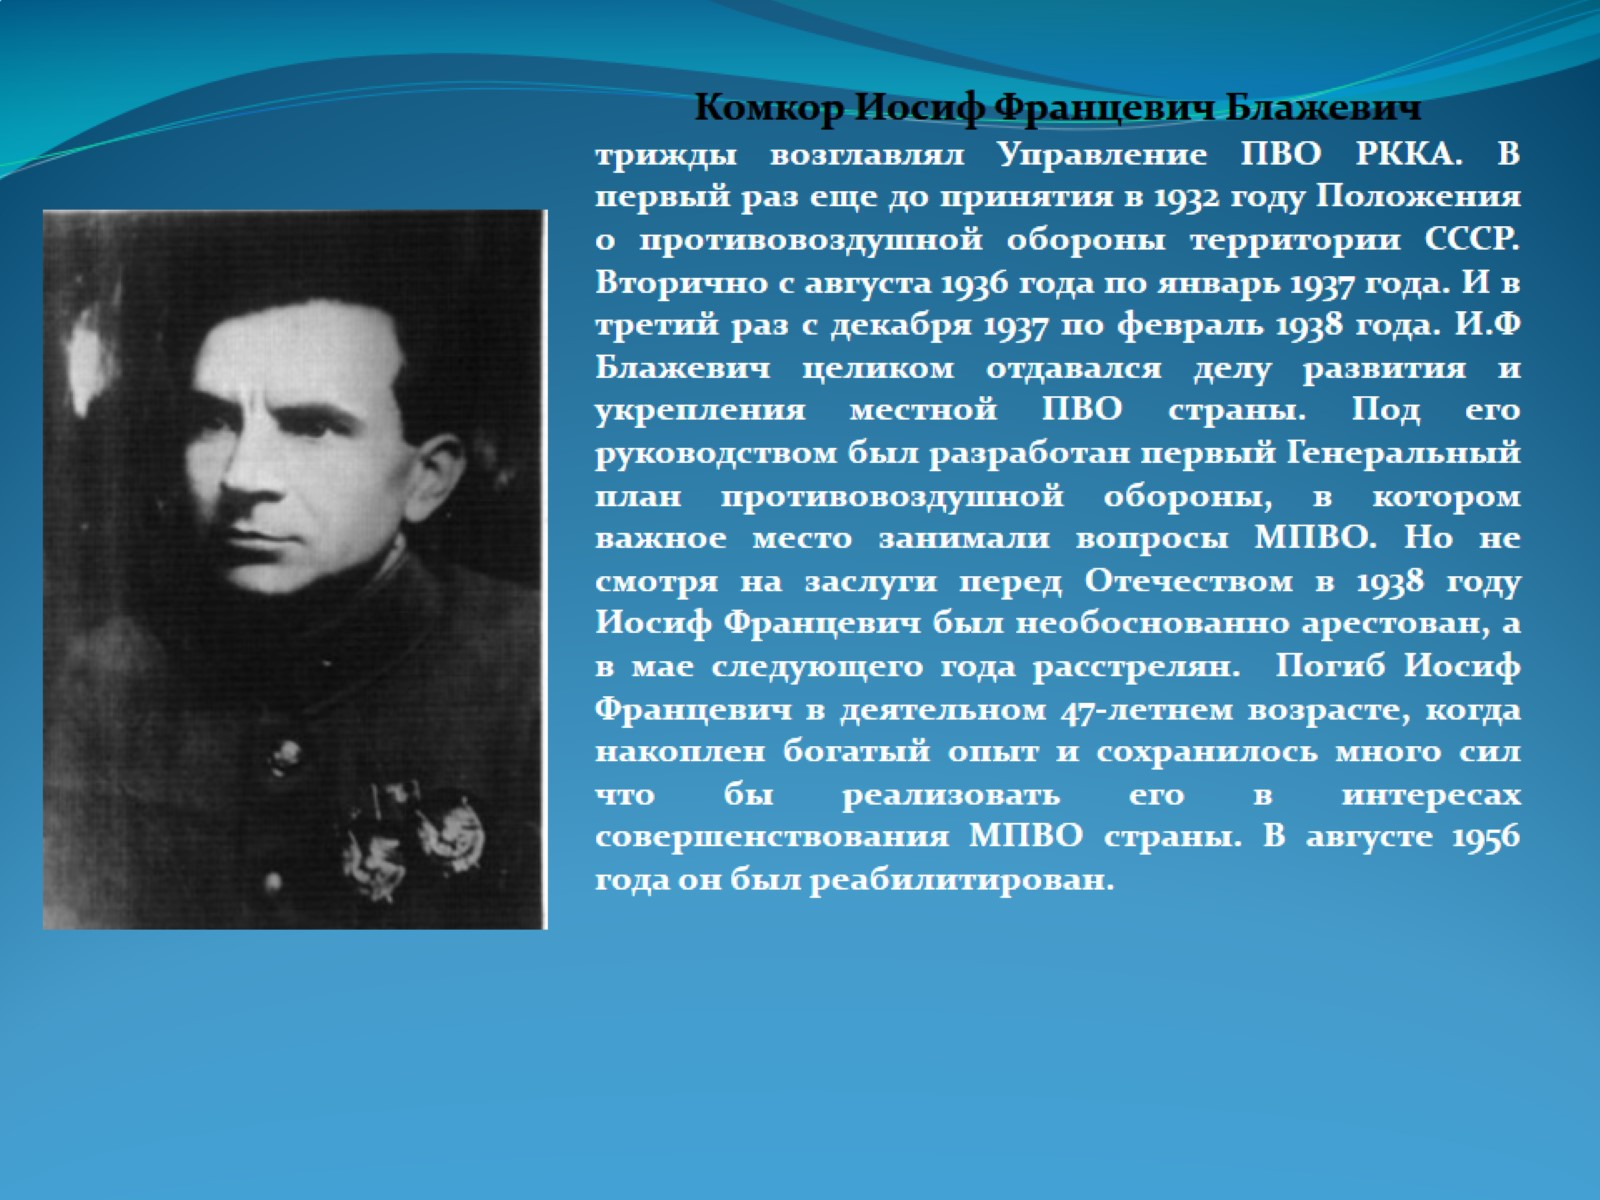 Комкор Иосиф Францевич Блажевич
трижды возглавлял Управление ПВО РККА. В
первый раз еще до принятия в 1932 году Положения
о противовоздушной обороны территории СССР.
Вторично с августа 1936 года по январь 1937 года. И в
третий раз с декабря 1937 по февраль 1938 года. И.Ф
Блажевич целиком отдавался делу развития и
укрепления местной ПВО страны. Под его
руководством был разработан первый Генеральный
план противовоздушной обороны, в котором
важное место занимали вопросы МПВО. Но не
смотря на заслуги перед Отечеством в 1938 году
Иосиф Францевич был необоснованно арестован, а
в мае следующего года расстрелян. Погиб Иосиф
Францевич в деятельном 47-летнем возрасте, когда
накоплен богатый опыт и сохранилось много сил
что бы реализовать его в интересах
совершенствования МПВО страны. В августе 1956
года он был реабилитирован.